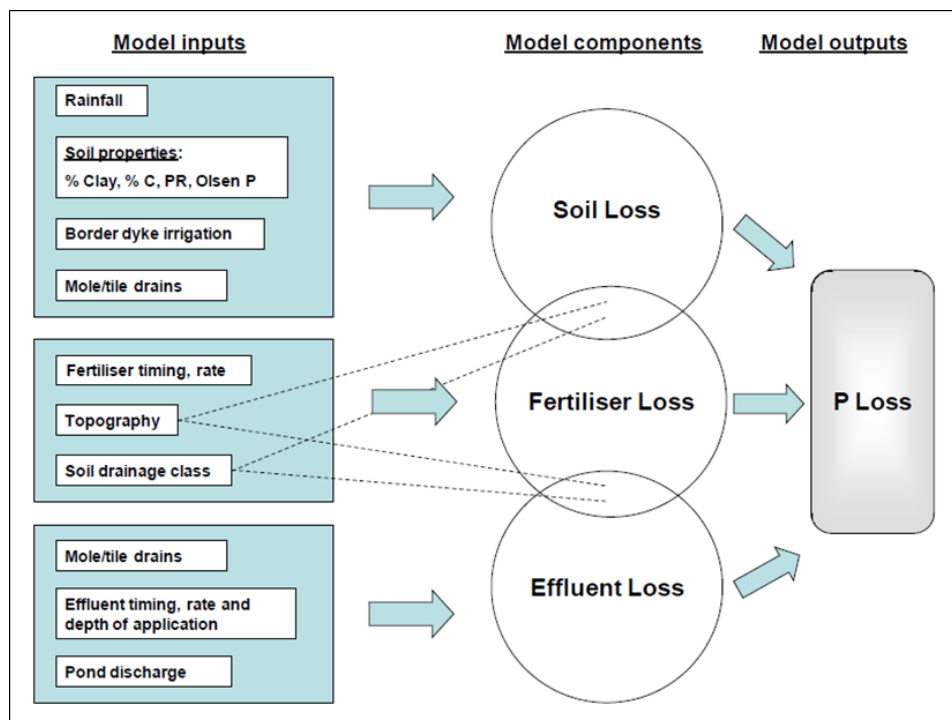 Model inputs
Model components
Model outputs
Rainfall
Soil properties:
% Clay, % C, PR, Olsen P
Border dyke irrigation
Mole/tile drains
Fertiliser timing, rate
Topography
Soil drainage class
Mole/tile drains
Effluent timing, rate and
depth of application
Pond discharge
Soil Loss
Fertiliser Loss
Effluent Loss
P Loss